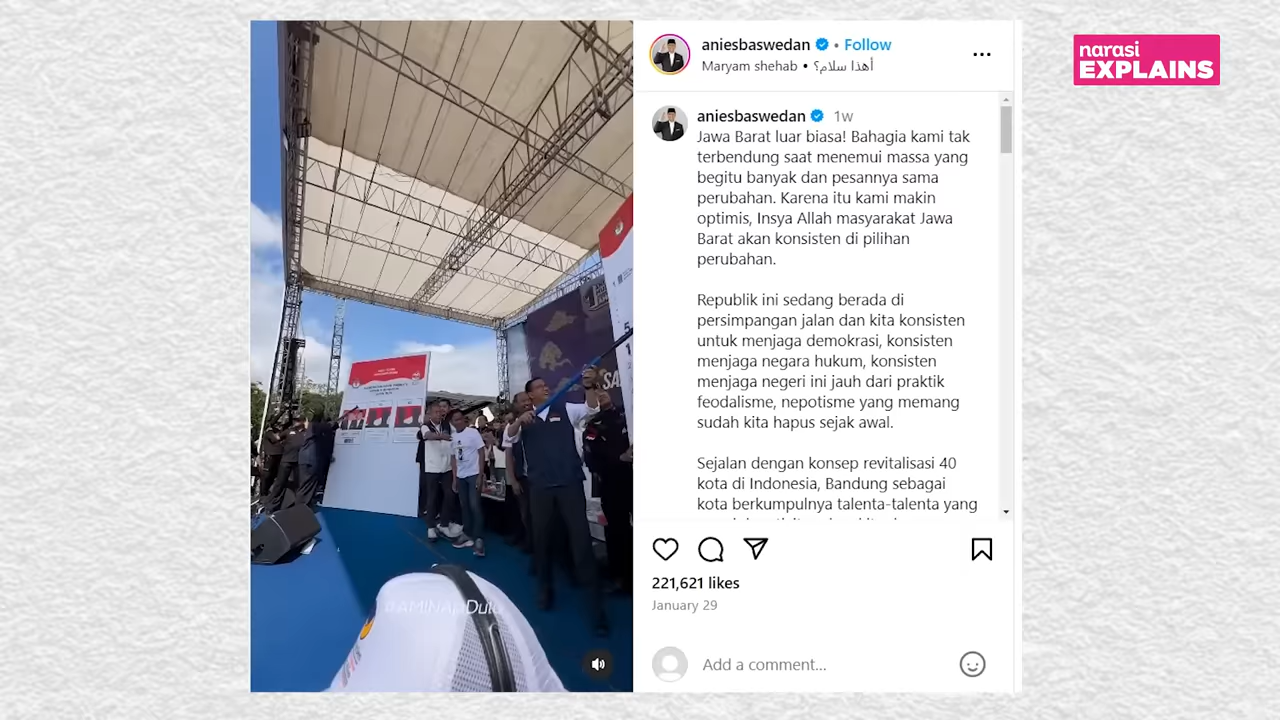 narasi
EXPLAINS
aniesbaswedan • Follow
Maryam shehab • أهذا سلام؟
aniesbaswedan 1w
Jawa Barat luar biasa! Bahagia kami tak
terbendung saat menemui massa yang
begitu banyak dan pesannya sama
perubahan. Karena itu kami makin
optimis, Insya Allah masyarakat Jawa
Barat akan konsisten di pilihan
perubahan.
Republik ini sedang berada di
persimpangan jalan dan kita konsisten
untuk menjaga demokrasi, konsisten
menjaga negara hukum, konsisten
menjaga negeri ini jauh dari praktik
feodalisme, nepotisme yang memang
sudah kita hapus sejak awal.
Sejalan dengan konsep revitalisasi 40
kota di Indonesia, Bandung sebagai
kota berkumpulnya talenta-talenta yang
221,621 likes
January 29
Add a comment...